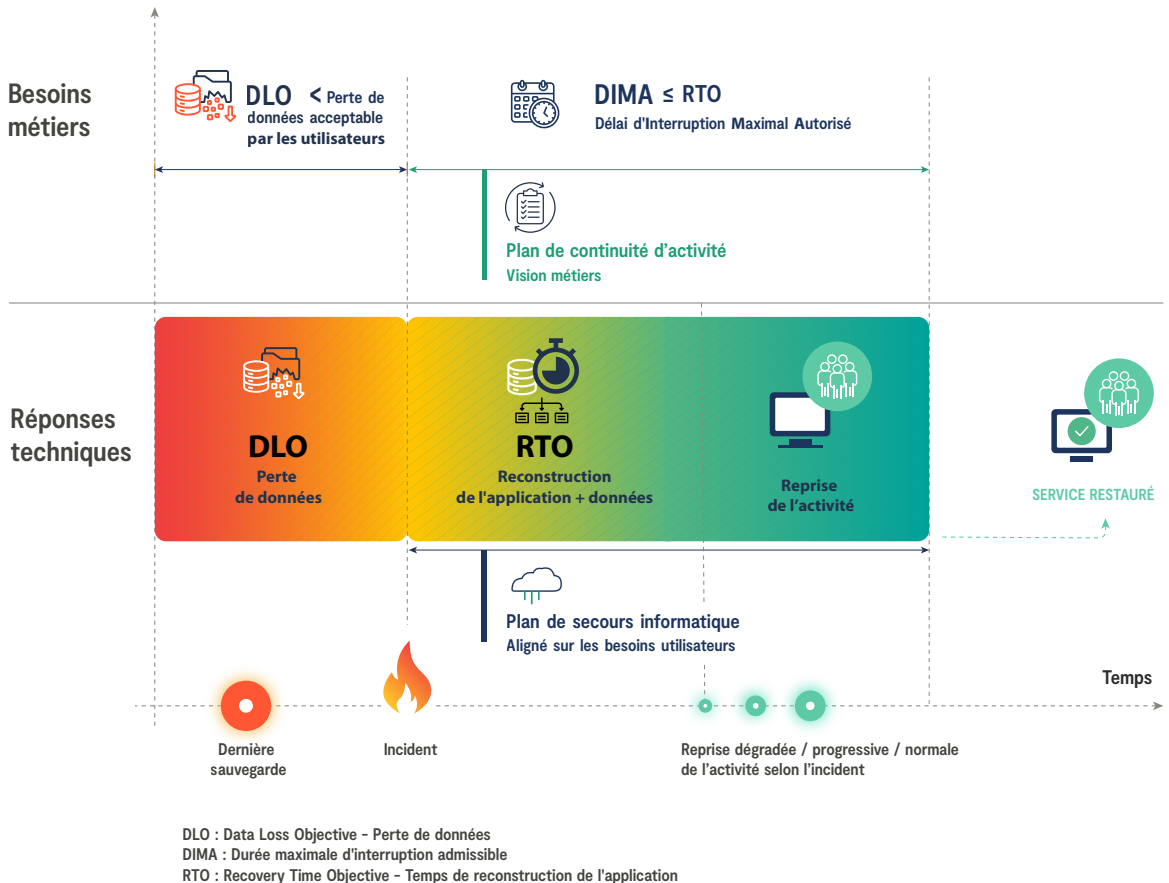 Besoins
métiers
DLO < Perte de
données acceptable
par les utilisateurs
DIMA ≤ RTO
Délai d'Interruption Maximal Autorisé
Plan de continuité d’activité
Vision métiers
Réponses
techniques
DLO
Perte
de données
RTO
Reconstruction
de l'application + données
Reprise
de l’activité
SERVICE RESTAURÉ
Plan de secours informatique
Aligné sur les besoins utilisateurs
Temps
Dernière
sauvegarde
Incident
Reprise dégradée / progressive / normale
de l’activité selon l’incident
DLO : Data Loss Objective - Perte de données
DIMA : Durée maximale d'interruption admissible
RTO : Recovery Time Objective - Temps de reconstruction de l'application